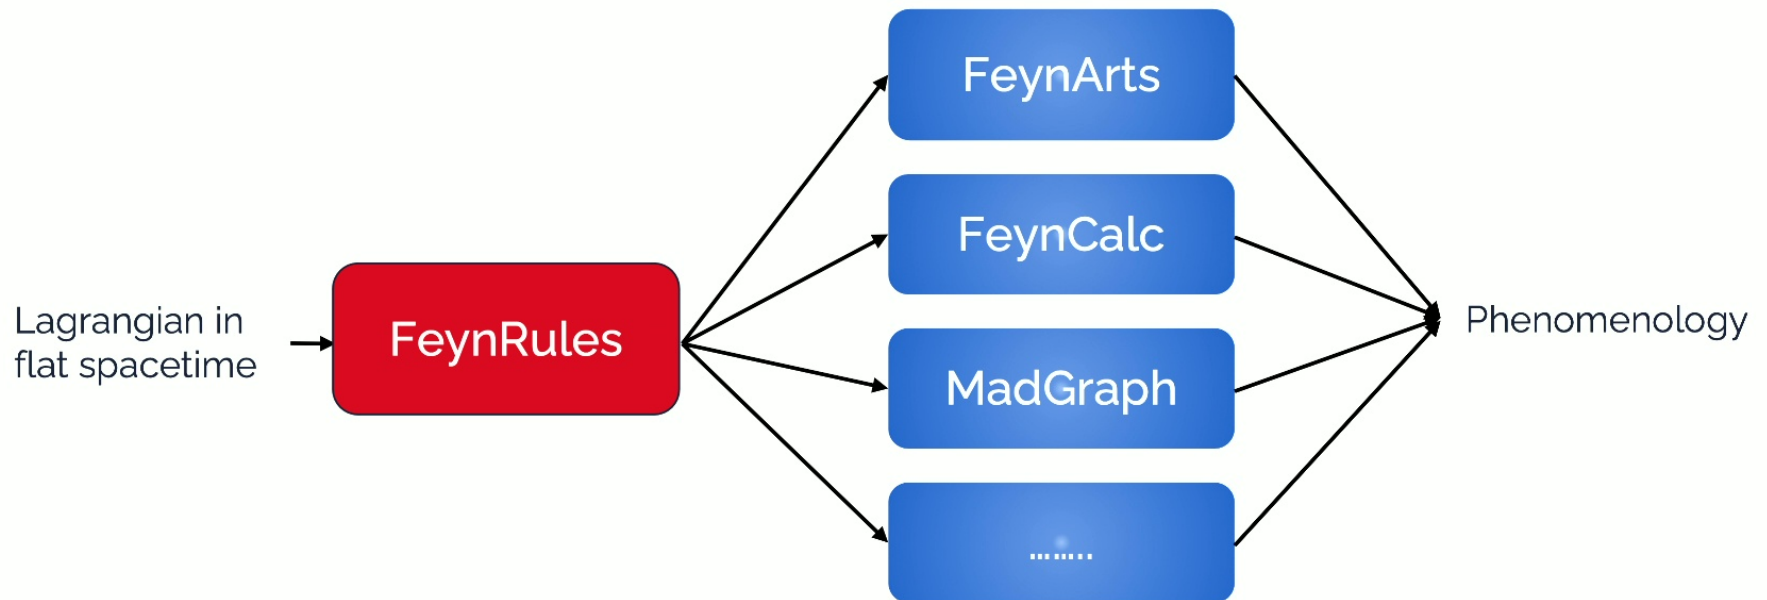 Lagrangian in
flat spacetime
FeynRules
FeynArts
FeynCalc
MadGraph
……..
Phenomenology